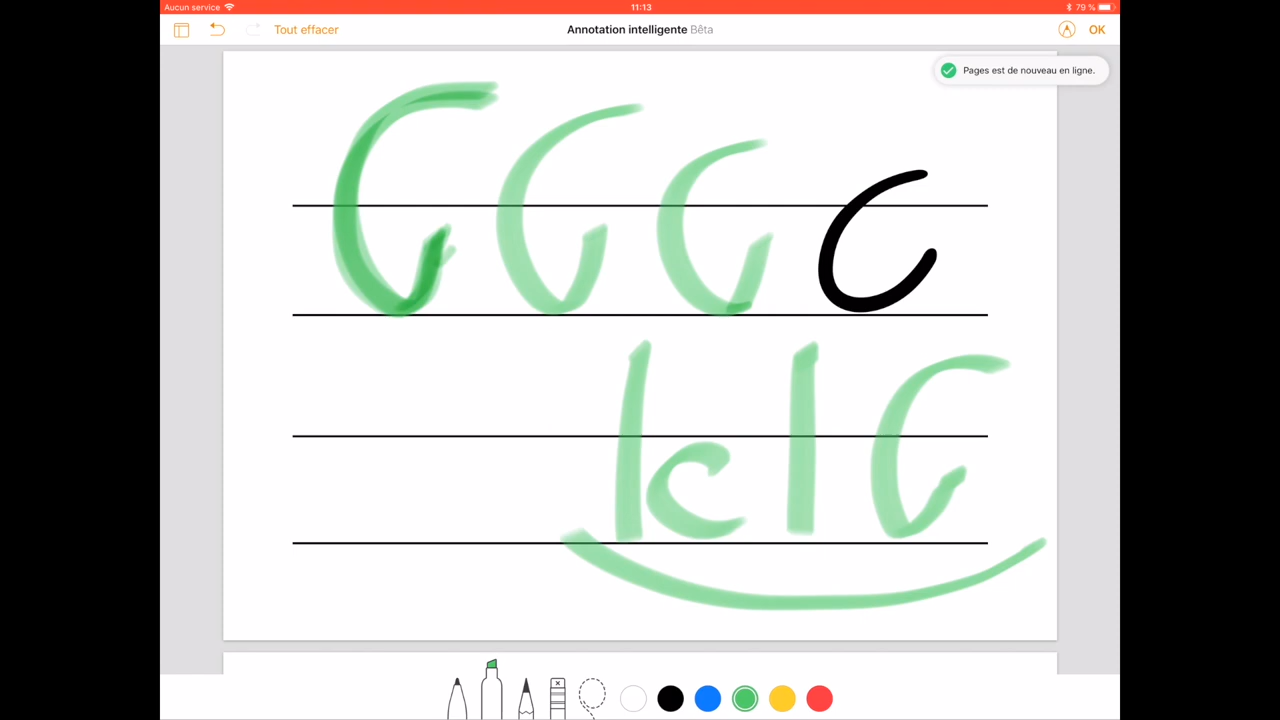 Aucun service 11:13 79 %
Tout effacer Annotation intelligente Bêta OK
Pages est de nouveau en ligne.
C C C C